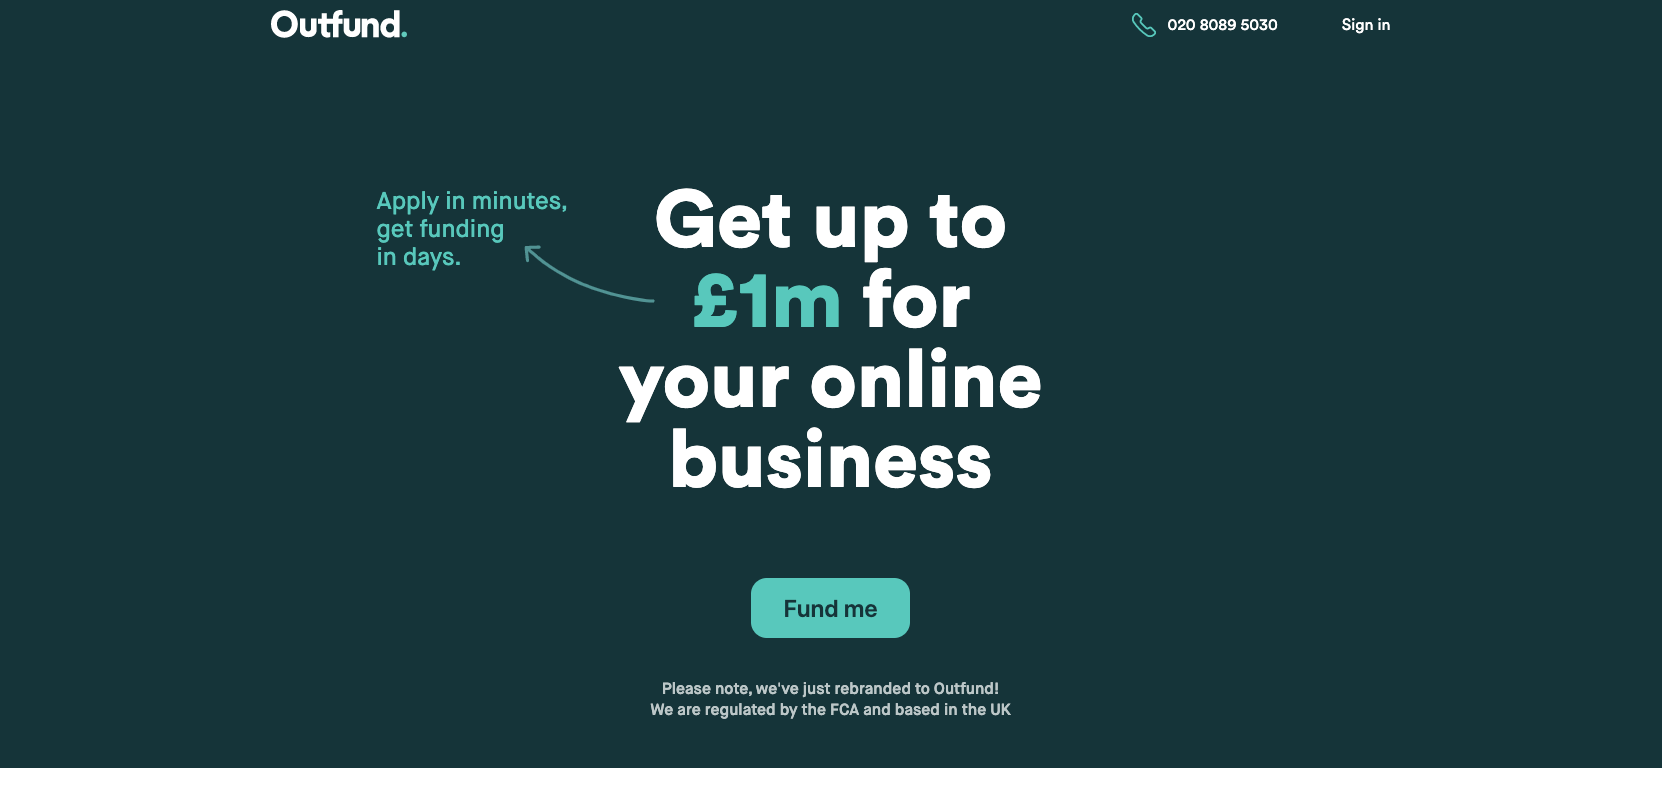 Outfund.
020 8089 5030
Sign in
Apply in minutes,
get funding
in days.
Get up to
£1m for
your online
business
Fund me
Please note, we've just rebranded to Outfund!
We are regulated by the FCA and based in the UK